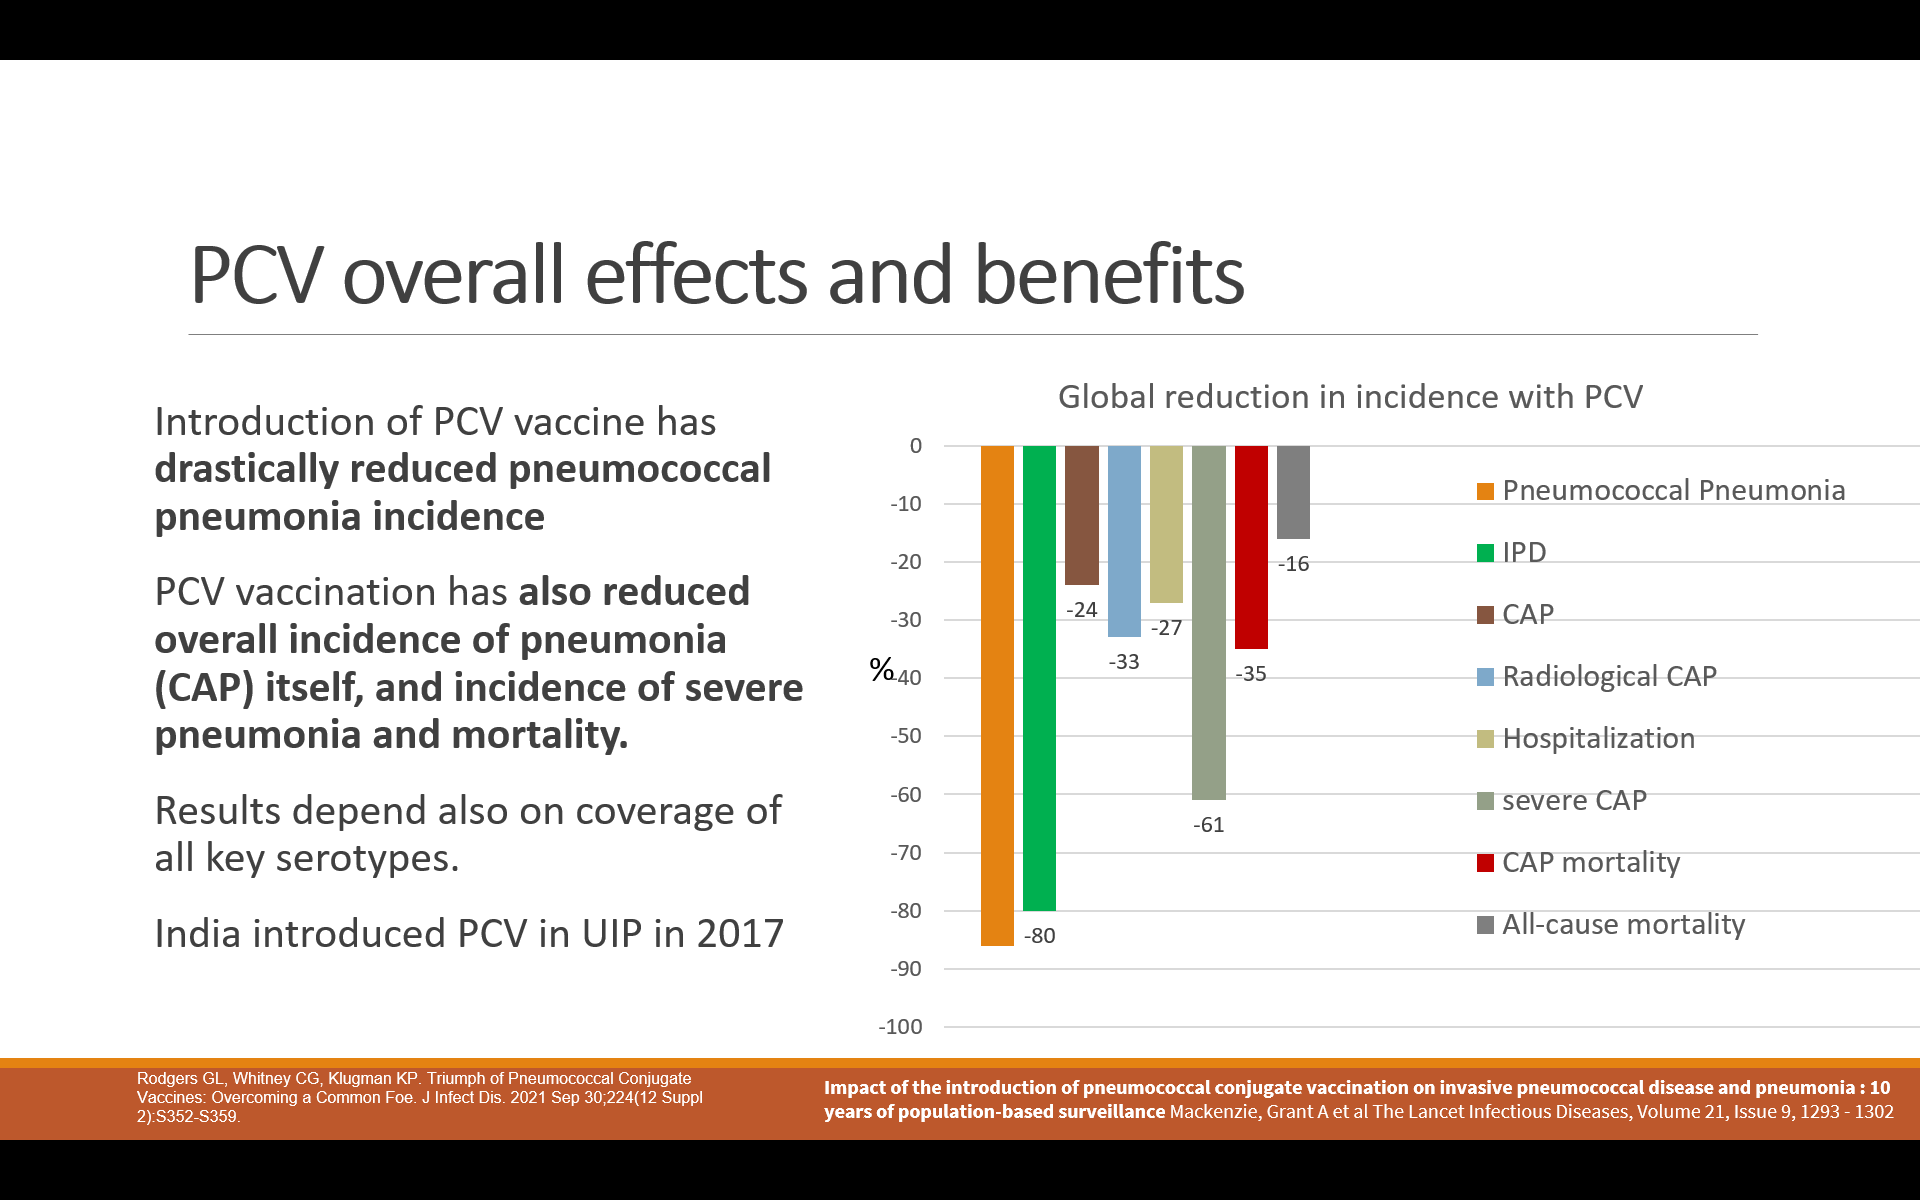 PCV overall effects and benefits
Introduction of PCV vaccine has
drastically reduced pneumococcal
pneumonia incidence
PCV vaccination has also reduced
overall incidence of pneumonia
(CAP) itself, and incidence of severe
pneumonia and mortality.
Results depend also on coverage of
all key serotypes.
India introduced PCV in UIP in 2017
Global reduction in incidence with PCV
0
-10
-20
-30
-40
-50
-60
-70
-80
-90
-100
%
-80
-24
-33
-27
-61
-35
-16
Pneumococcal Pneumonia
IPD
CAP
Radiological CAP
Hospitalization
severe CAP
CAP mortality
All-cause mortality
Rodgers GL, Whitney CG, Klugman KP. Triumph of Pneumococcal Conjugate
Vaccines: Overcoming a Common Foe. J Infect Dis. 2021 Sep 30;224(12 Suppl
2):S352-S359.
Impact of the introduction of pneumococcal conjugate vaccination on invasive pneumococcal disease and pneumonia : 10
years of population-based surveillance Mackenzie, Grant A et al The Lancet Infectious Diseases, Volume 21, Issue 9, 1293 - 1302